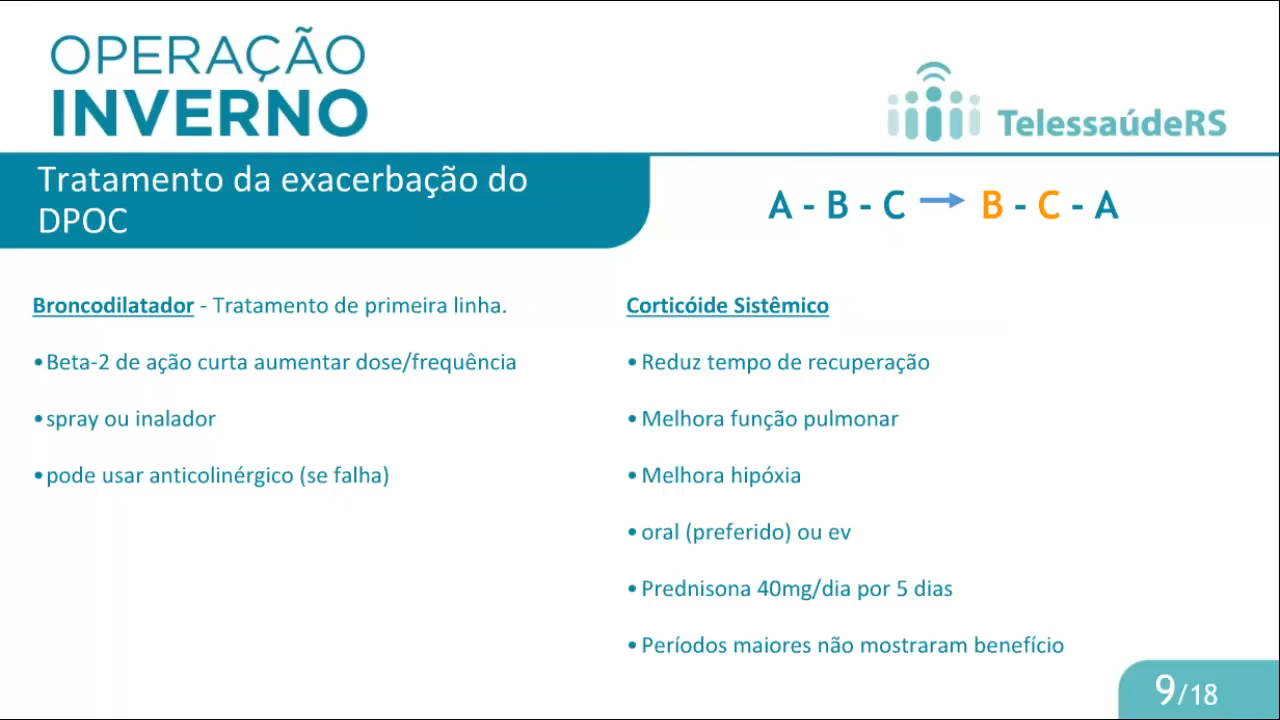 OPERAÇÃO
INVERNO
TelessaúdeRS
Tratamento da exacerbação do
DPOC
A - B - C → B - C - A
Broncodilatador - Tratamento de primeira linha.
•Beta-2 de ação curta aumentar dose/frequência
•spray ou inalador
•pode usar anticolinérgico (se falha)
Corticóide Sistêmico
•Reduz tempo de recuperação
•Melhora função pulmonar
•Melhora hipóxia
•oral (preferido) ou ev
•Prednisona 40mg/dia por 5 dias
•Períodos maiores não mostraram benefício
9/18